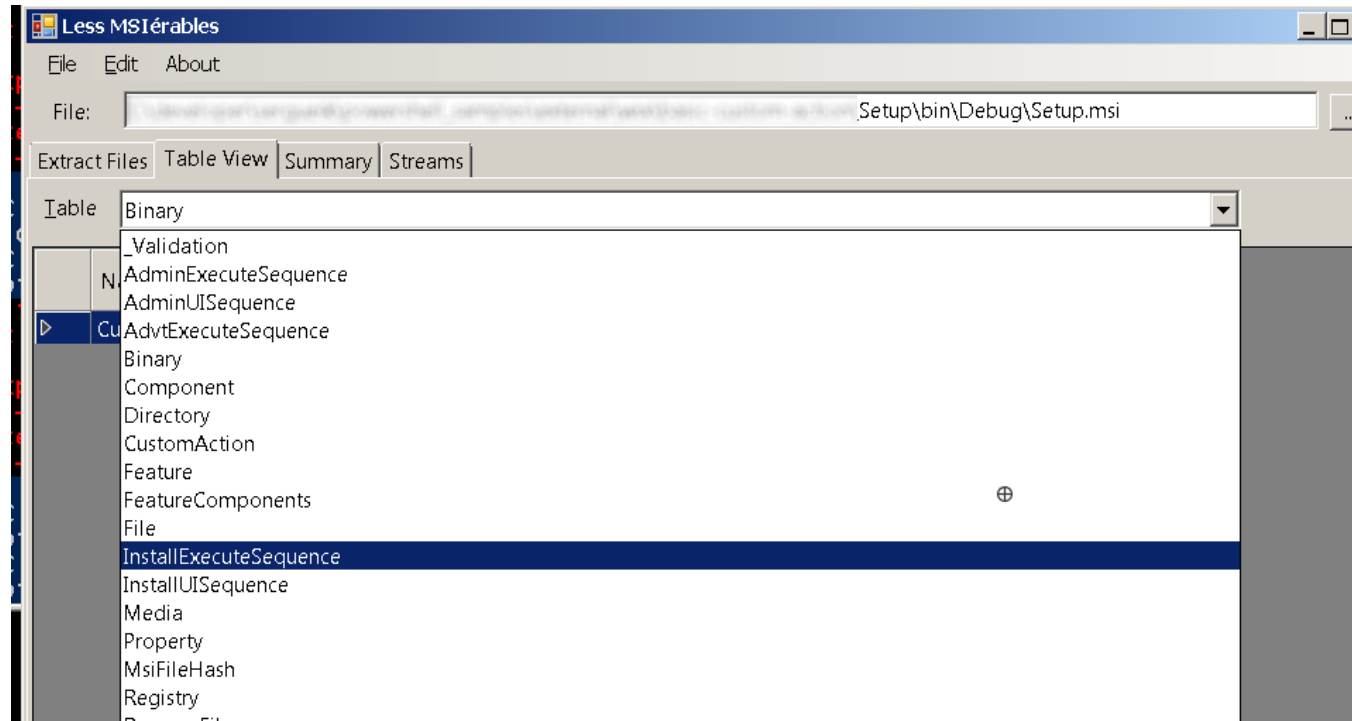 Less MSIérables
File Edit About
File: Setup\bin\Debug\Setup.msi ..
Extract Files Table View Summary Streams
Table Binary
_Validation
AdminExecuteSequence
AdminUISequence
AdvtExecuteSequence
Binary
Component
Directory
CustomAction
Feature
FeatureComponents
File
InstallExecuteSequence
InstallUISequence
Media
Property
MsiFileHash
Registry